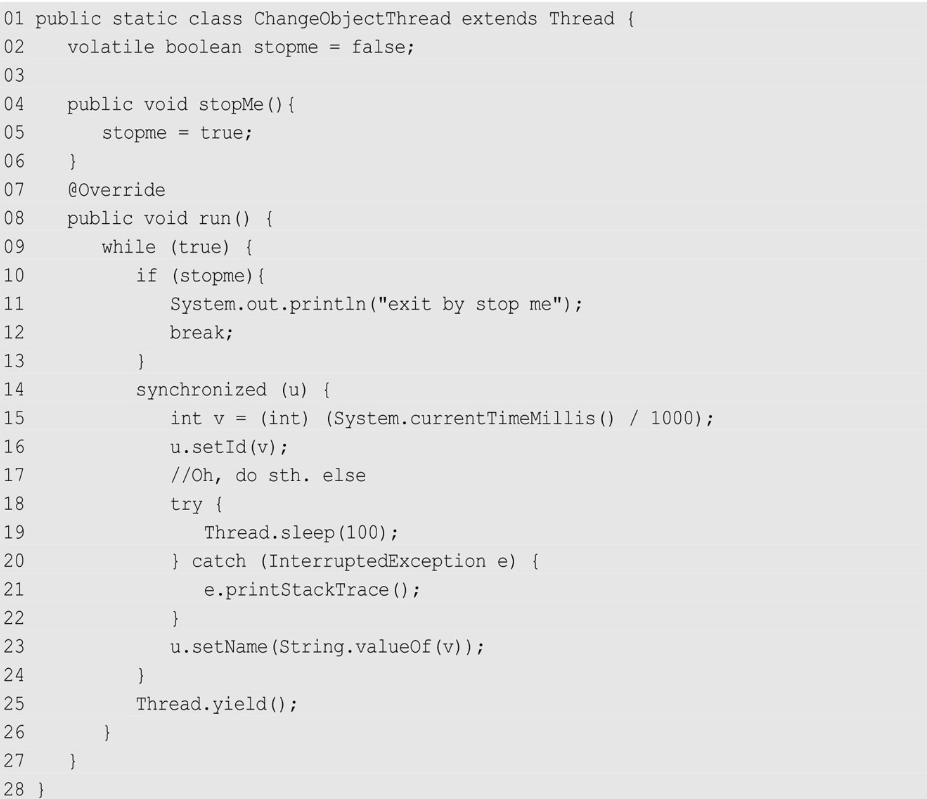 01 public static class ChangeObjectThread extends Thread {
02    volatile boolean stopme = false;
03
04    public void stopMe(){
05       stopme = true;
06    }
07    @Override
08    public void run() {
09       while (true) {
10          if (stopme){
11             System.out.println("exit by stop me");
12             break;
13          }
14          synchronized (u) {
15             int v = (int) (System.currentTimeMillis() / 1000);
16             u.setId(v);
17             //Oh, do sth. else
18             try {
19                Thread.sleep(100);
20             } catch (InterruptedException e) {
21                e.printStackTrace();
22             }
23             u.setName(String.valueOf(v));
24          }
25          Thread.yield();
26       }
27    }
28 }